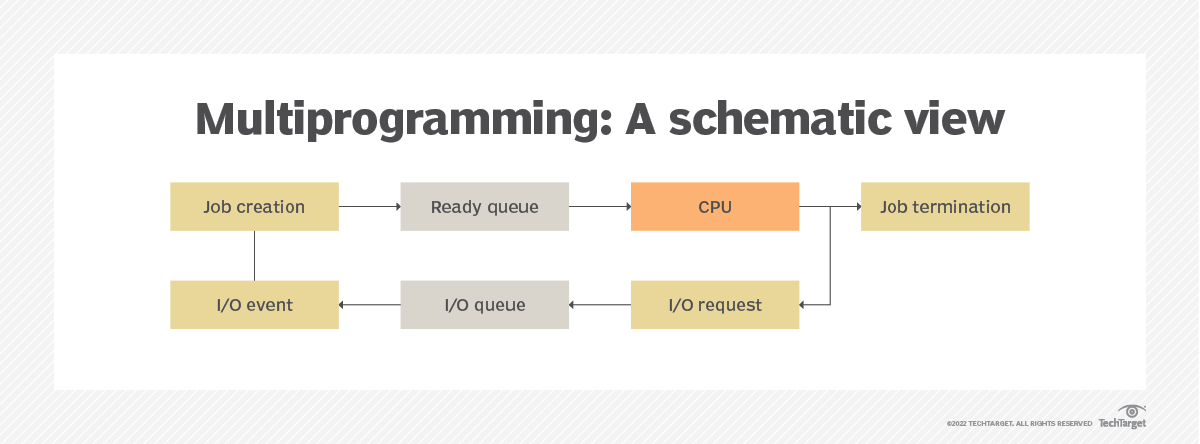 Multiprogramming: A schematic view
Job creation
Ready queue
CPU
Job termination
I/O event
I/O queue
I/O request
©2022 TECHTARGET. ALL RIGHTS RESERVED
TechTarget